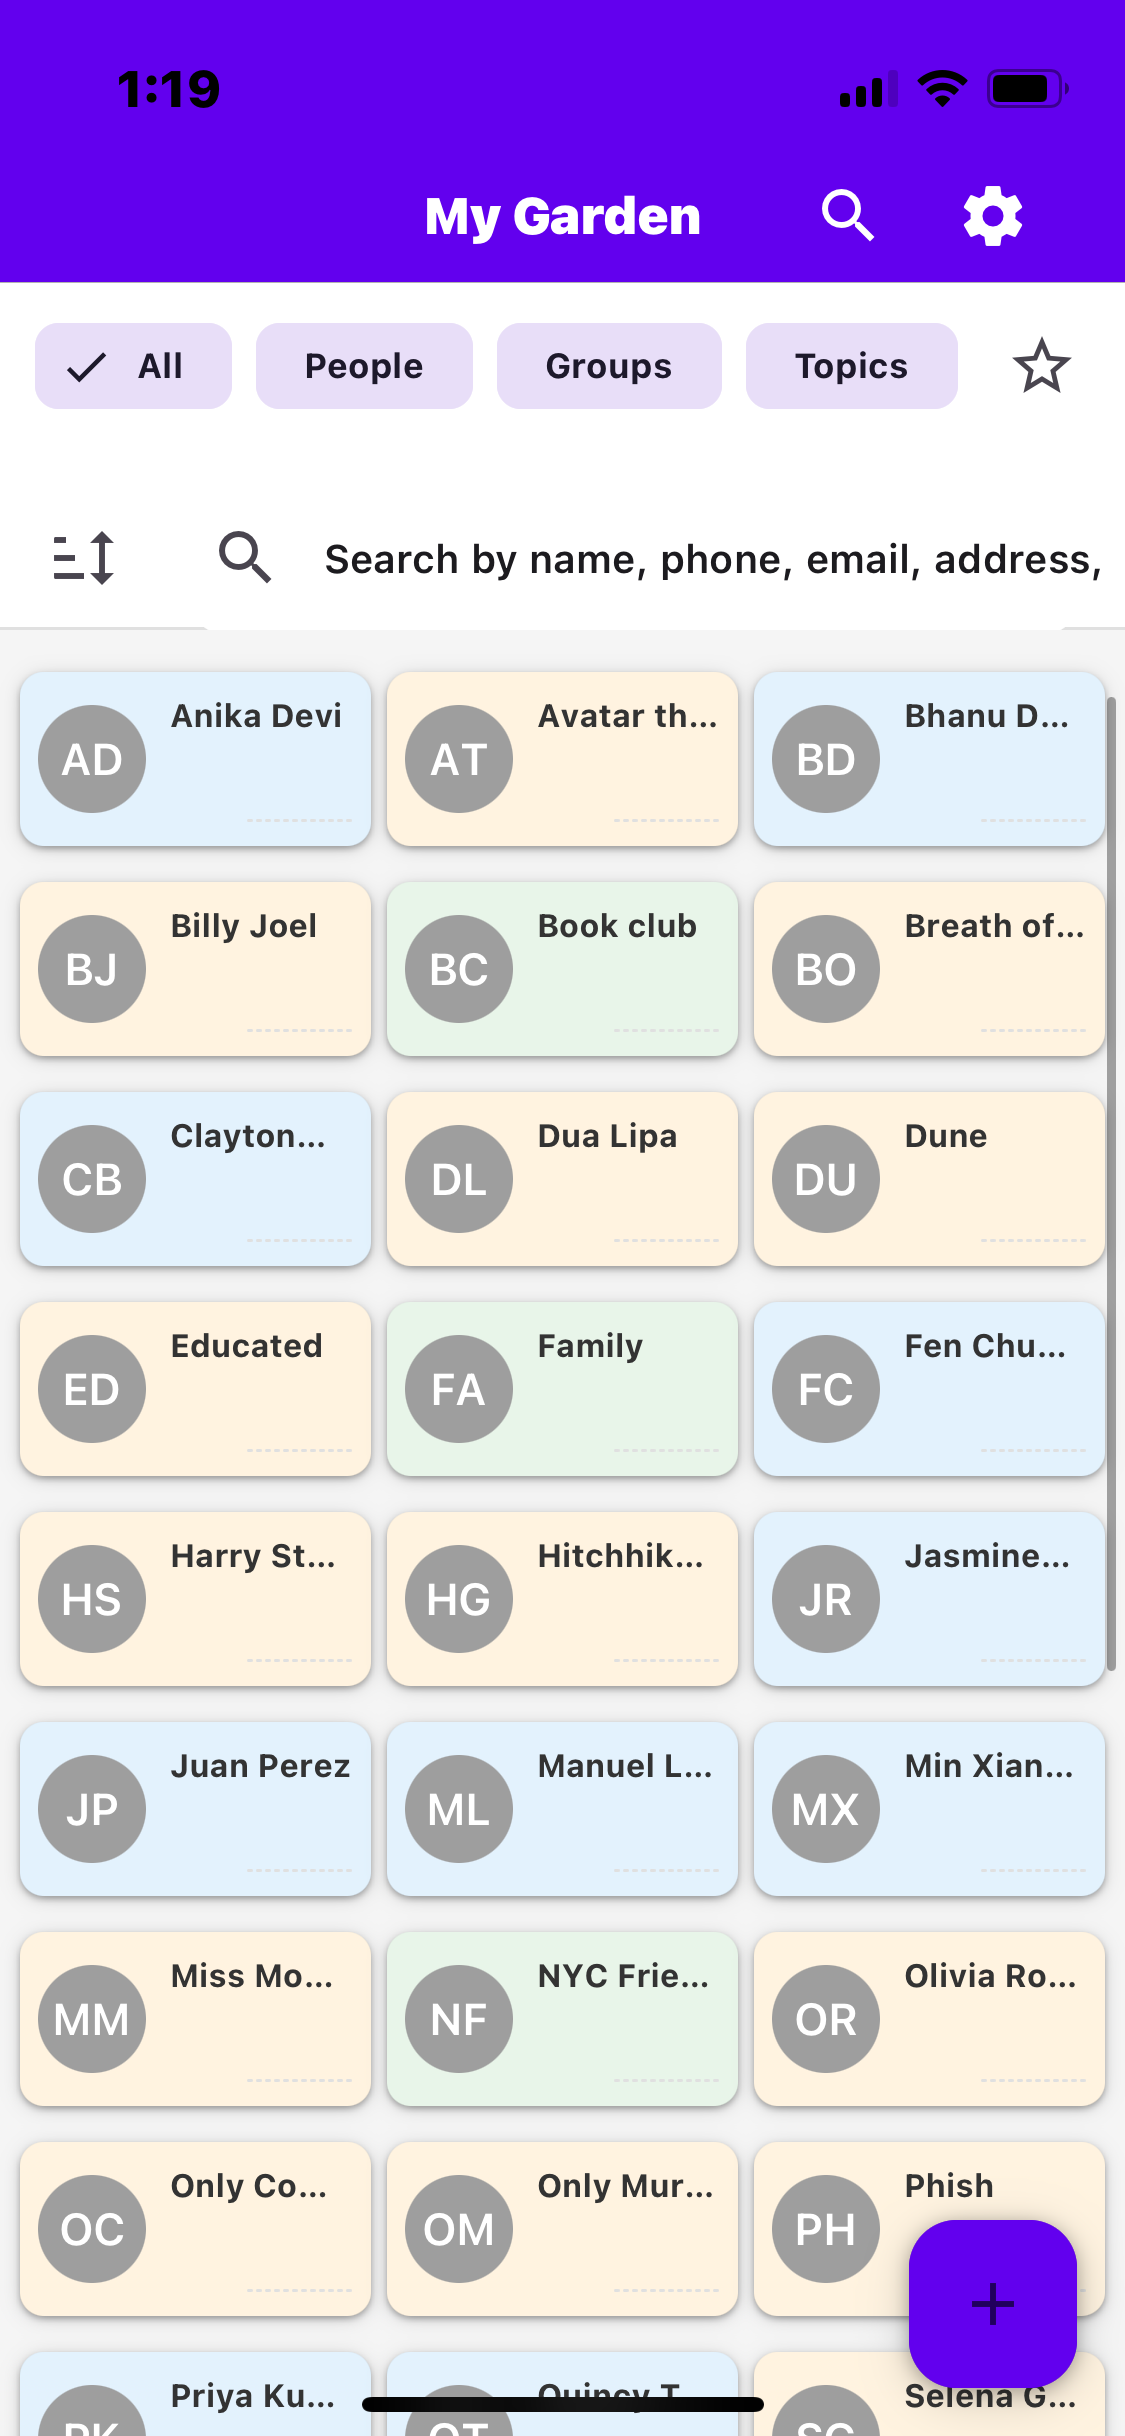 1:19
My Garden
All People Groups Topics
Search by name, phone, email, address,
AD Anika Devi
AT Avatar th...
BD Bhanu D...
BJ Billy Joel
BC Book club
BO Breath of...
CB Clayton...
DL Dua Lipa
DU Dune
ED Educated
FA Family
FC Fen Chu...
HS Harry St...
HG Hitchhik...
JR Jasmine...
JP Juan Perez
ML Manuel L...
MX Min Xian...
MM Miss Mo...
NF NYC Frie...
OR Olivia Ro...
OC Only Co...
OM Only Mur...
PH Phish
PK Priya Ku...
QT Quincy T
SG Selena G...